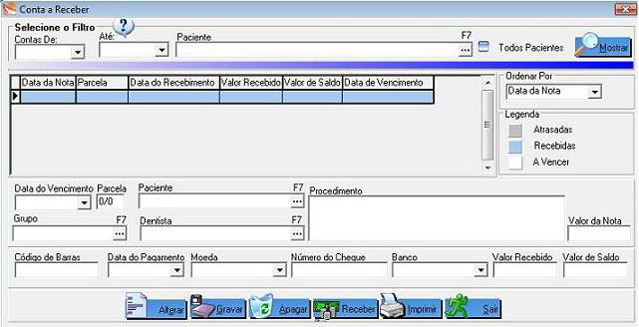 Conta a Receber
Selecione o Filtro
Contas De: Até: Paciente F7
Todos Pacientes Mostrar
Data da Nota Parcela Data do Recebimento Valor Recebido Valor de Saldo Data de Vencimento
Ordenar Por
Data da Nota
Legenda
Atrasadas
Recebidas
A Vencer
Data do Vencimento Parcela Paciente F7 Procedimento
0/0
Grupo F7 Dentista F7 Valor da Nota
Código de Barras Data do Pagamento Moeda Número do Cheque Banco Valor Recebido Valor de Saldo
Alterar Gravar Apagar Receber Imprimir Sair